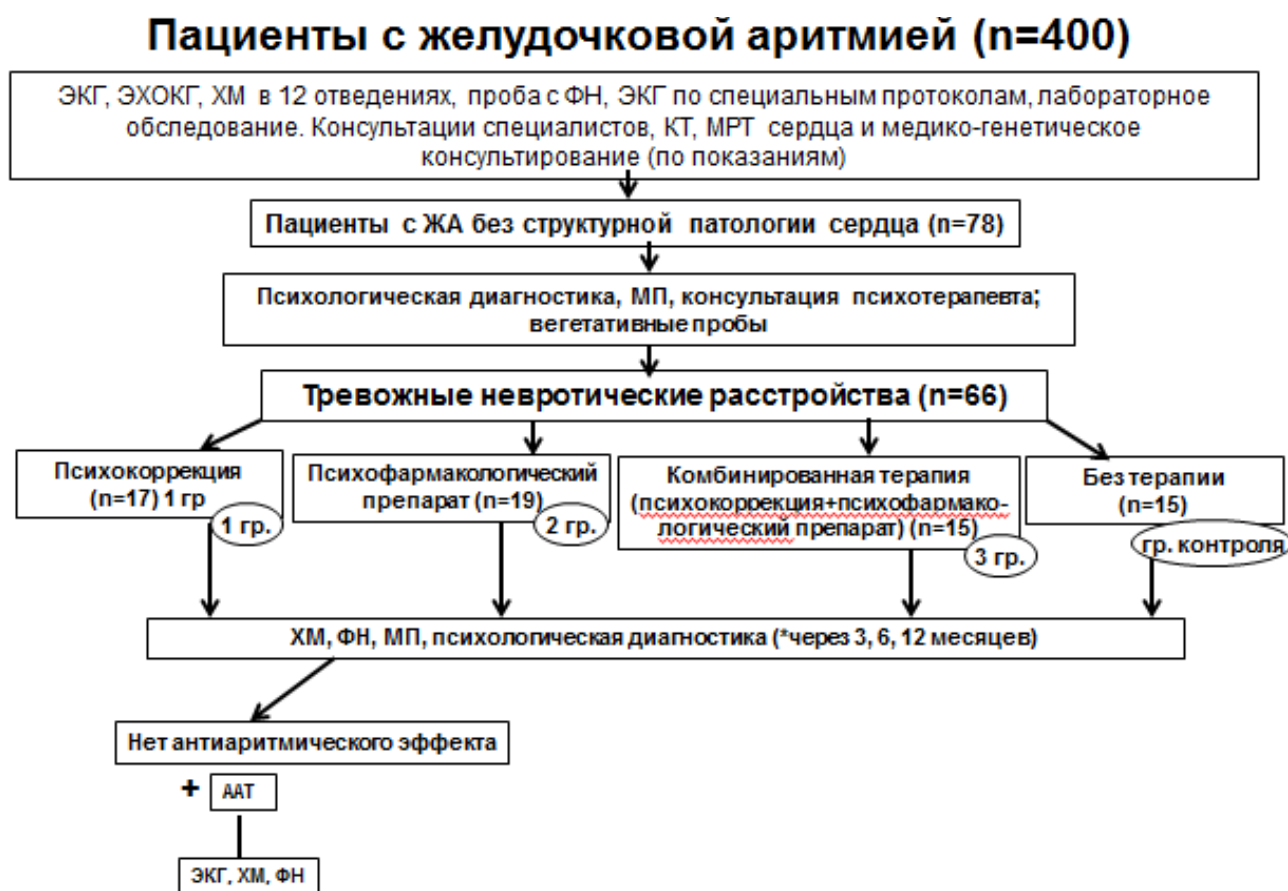 Пациенты с желудочковой аритмией (n=400)
ЭКГ, ЭХОКГ, ХМ в 12 отведениях, проба с ФН, ЭКГ по специальным протоколам, лабораторное
обследование. Консультации специалистов, КТ, МРТ сердца и медико-генетическое
консультирование (по показаниям)
Пациенты с ЖА без структурной патологии сердца (n=78)
Психологическая диагностика, МП, консультация психотерапевта;
вегетативные пробы
Тревожные невротические расстройства (n=66)
Психокоррекция
(n=17) 1 гр
1 гр.
Психофармакологический
препарат (n=19)
2 гр.
Комбинированная терапия
(психокоррекция+психофармако-
логический препарат) (n=15)
3 гр.
Без терапии
(n=15)
гр. контроля
ХМ, ФН, МП, психологическая диагностика (*через 3, 6, 12 месяцев)
Нет антиаритмического эффекта
+ ААТ
ЭКГ, ХМ, ФН